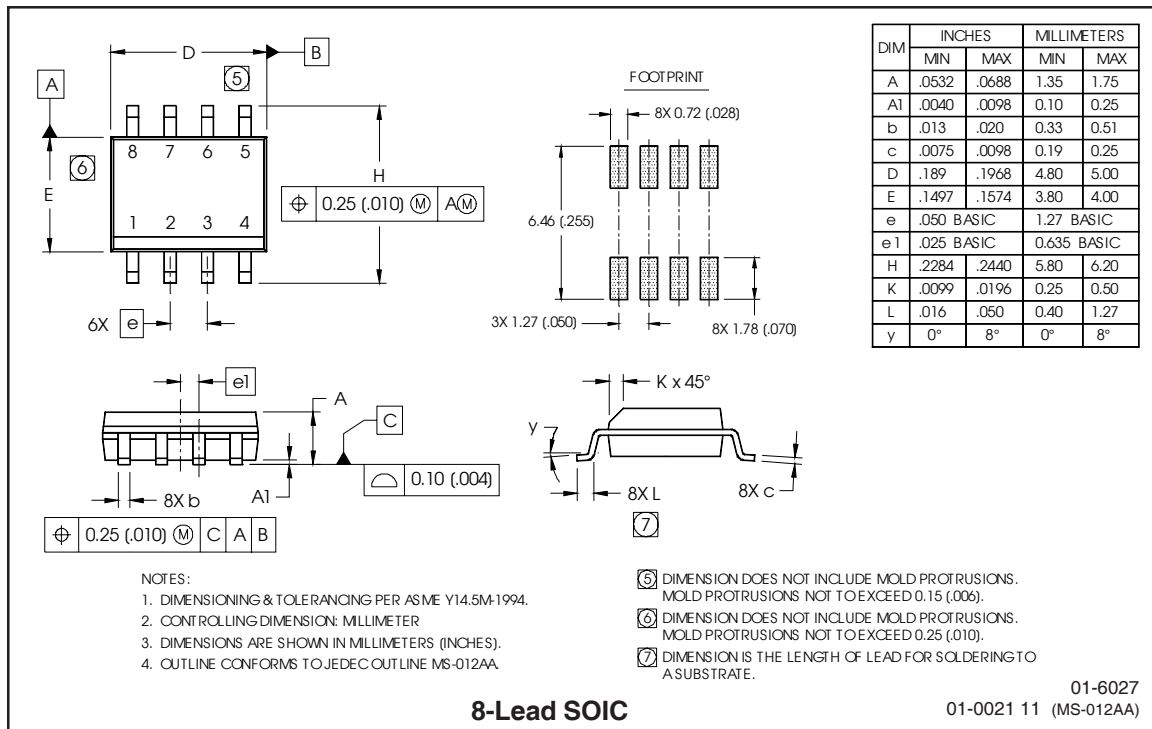 D
B
5
A
8 7 6 5
6
E
H
1 2 3 4
⌖ 0.25 (.010) Ⓜ AⓂ
6X e
FOOTPRINT
8X 0.72 (.028)
6.46 (.255)
3X 1.27 (.050)
8X 1.78 (.070)
DIM INCHES MILLIMETERS
MIN MAX MIN MAX
A .0532 .0688 1.35 1.75
A1 .0040 .0098 0.10 0.25
b .013 .020 0.33 0.51
c .0075 .0098 0.19 0.25
D .189 .1968 4.80 5.00
E .1497 .1574 3.80 4.00
e .050 BASIC 1.27 BASIC
e1 .025 BASIC 0.635 BASIC
H .2284 .2440 5.80 6.20
K .0099 .0196 0.25 0.50
L .016 .050 0.40 1.27
y 0° 8° 0° 8°
e1
A
C
0.10 (.004)
8X b
A1
⌖ 0.25 (.010) Ⓜ C A B
K x 45°
y
8X L
8X c
7
NOTES:
1. DIMENSIONING & TOLERANCING PER ASME Y14.5M-1994.
2. CONTROLLING DIMENSION: MILLIMETER
3. DIMENSIONS ARE SHOWN IN MILLIMETERS (INCHES).
4. OUTLINE CONFORMS TO JEDEC OUTLINE MS-012AA.
5 DIMENSION DOES NOT INCLUDE MOLD PROTRUSIONS.
MOLD PROTRUSIONS NOT TO EXCEED 0.15 (.006).
6 DIMENSION DOES NOT INCLUDE MOLD PROTRUSIONS.
MOLD PROTRUSIONS NOT TO EXCEED 0.25 (.010).
7 DIMENSION IS THE LENGTH OF LEAD FOR SOLDERING TO
A SUBSTRATE.
8-Lead SOIC
01-6027
01-0021 11 (MS-012AA)